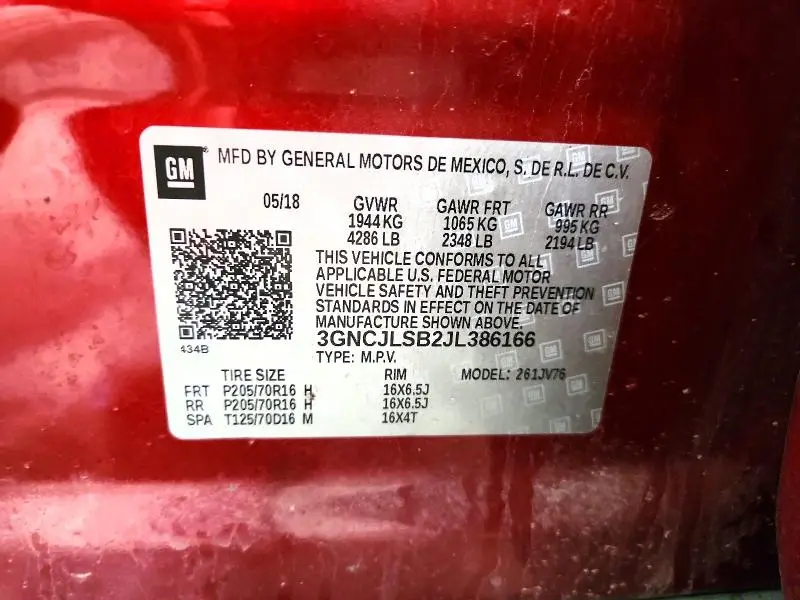 GM MFD BY GENERAL MOTORS DE MEXICO, S. DE R.L. DE C.V.
05/18 GVWR GAWR FRT GAWR RR
1944 KG 1065 KG 995 KG
4286 LB 2348 LB 2194 LB
THIS VEHICLE CONFORMS TO ALL
APPLICABLE U.S. FEDERAL MOTOR
VEHICLE SAFETY AND THEFT PREVENTION
STANDARDS IN EFFECT ON THE DATE OF
MANUFACTURE SHOWN ABOVE.
434B 3GNCJLSB2JL386166
TYPE: M.P.V.
TIRE SIZE RIM MODEL: 261JV76
FRT P205/70R16 H 16X6.5J
RR P205/70R16 H 16X6.5J
SPA T125/70D16 M 16X4T